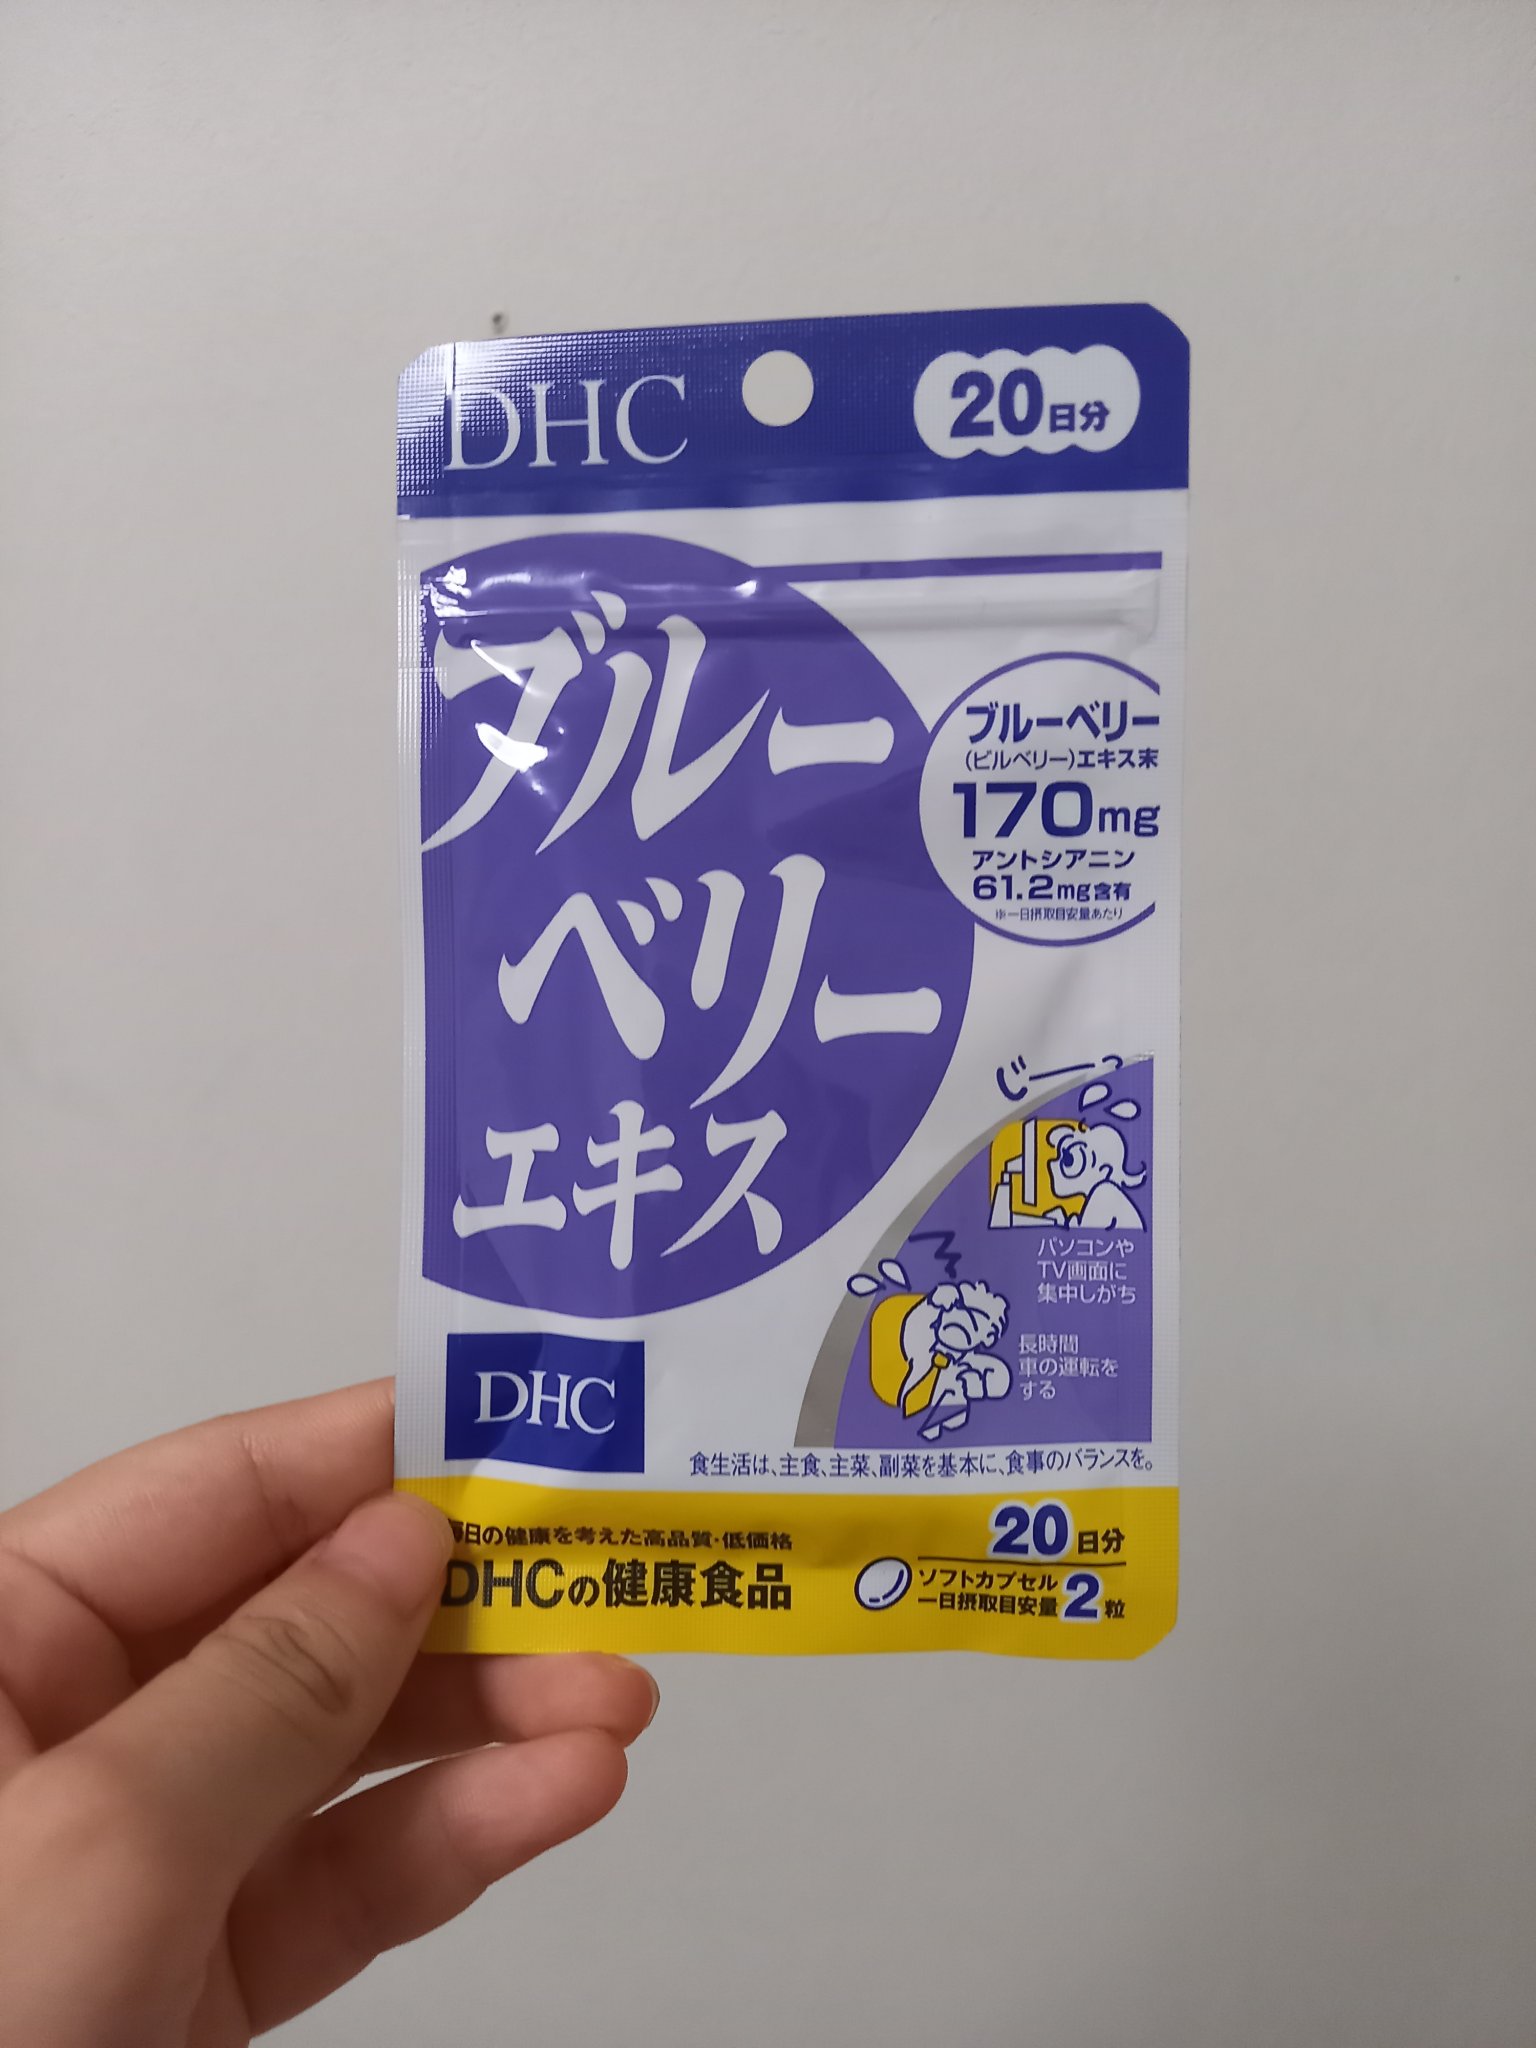 DHC
20日分
ブルー
ベリー
エキス
ブルーベリー
(ビルベリー)エキス末
170mg
アントシアニン
61.2mg含有
※一日摂取目安量あたり
じーっ
パソコンや
TV画面に
集中しがち
長時間
車の運転を
する
DHC
食生活は、主食、主菜、副菜を基本に、食事のバランスを。
毎日の健康を考えた高品質・低価格
DHCの健康食品
20日分
ソフトカプセル
一日摂取目安量2粒